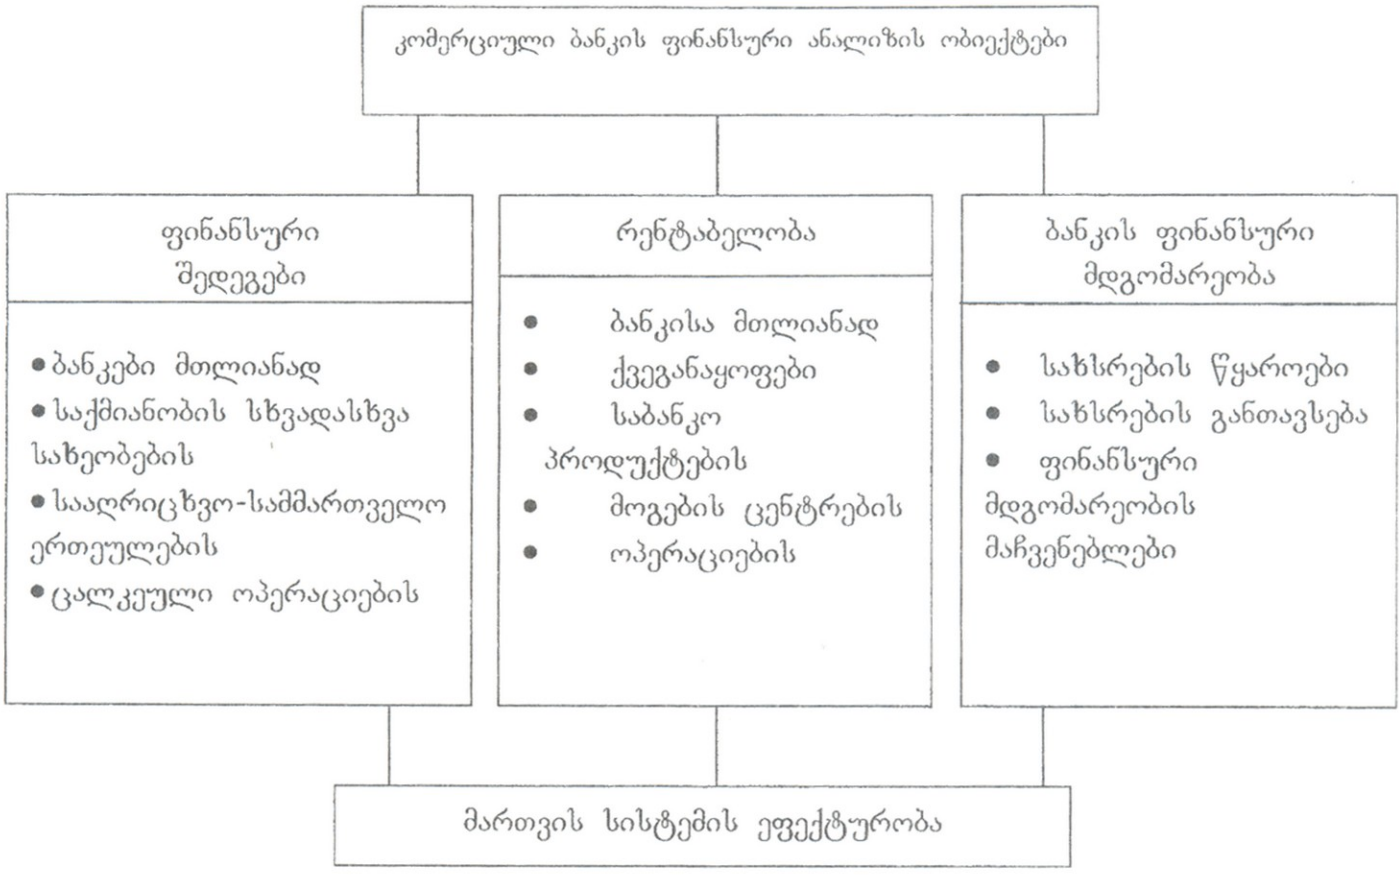 კომერციული ბანკის ფინანსური ანალიზის ობიექტები
ფინანსური
შედეგები
●ბანკები მთლიანად
●საქმიანობის სხვადასხვა
სახეობების
●სააღრიცხვო-სამმართველო
ერთეულების
●ცალკეული ოპერაციების
რენტაბელობა
● ბანკისა მთლიანად
● ქვეგანაყოფები
● საბანკო
პროდუქტების
● მოგების ცენტრების
● ოპერაციების
ბანკის ფინანსური
მდგომარეობა
● სახსრების წყაროები
● სახსრების განთავსება
● ფინანსური
მდგომარეობის
მაჩვენებლები
მართვის სისტემის ეფექტურობა